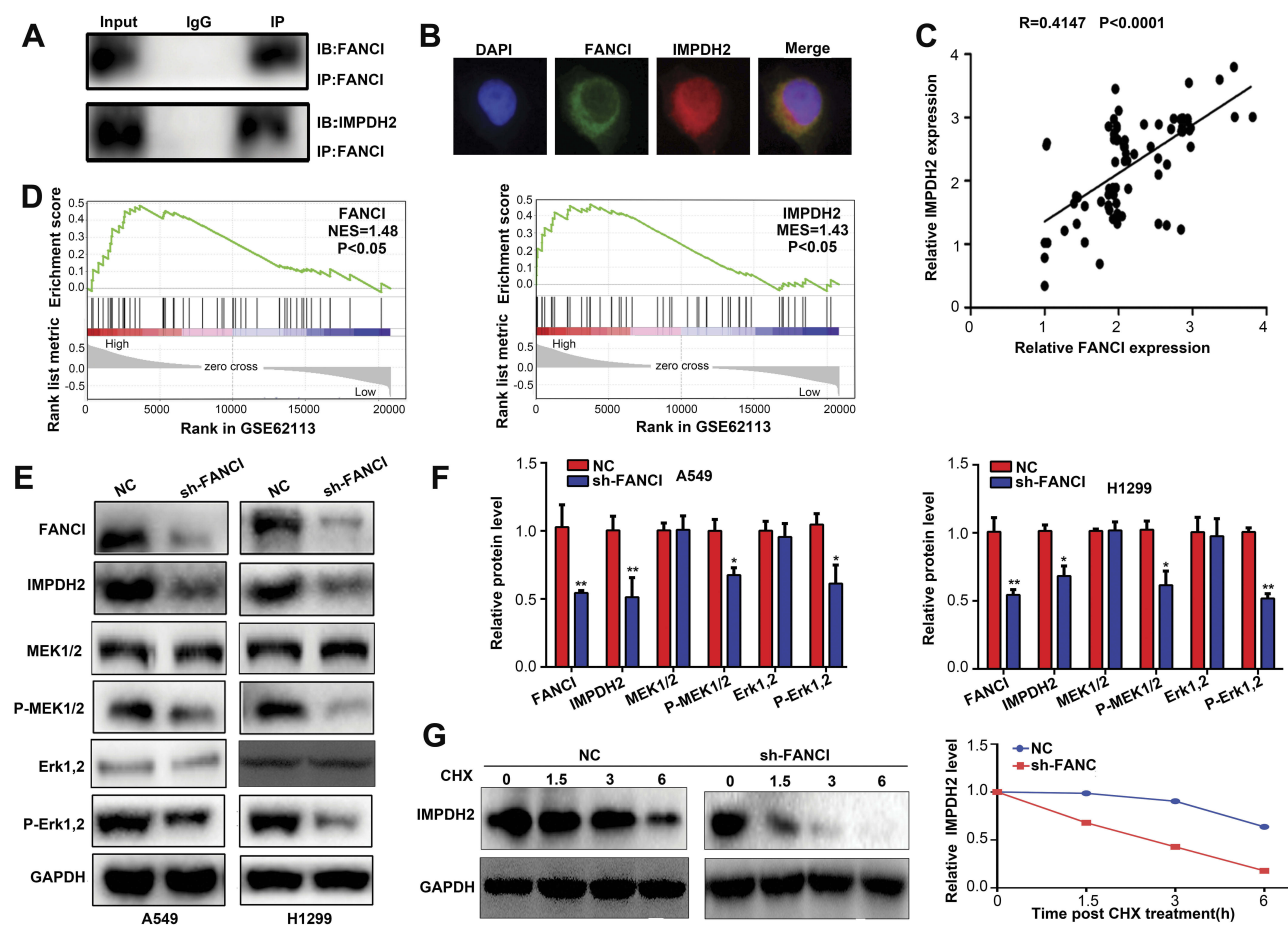 A
Input IgG IP
IB:FANCI
IP:FANCI
IB:IMPDH2
IP:FANCI
B
DAPI FANCI IMPDH2 Merge
C
R=0.4147 P<0.0001
Relative IMPDH2 expression
4
3
2
1
0
0 1 2 3 4
Relative FANCI expression
D
Erichment score
0.5
0.4
0.3
0.2
0.1
0.0
FANCI
NES=1.48
P<0.05
Rank list metric
0.5
0.0
-0.5
High
zero cross
Low
0 5000 10000 15000 20000
Rank in GSE62113
Erichment score
0.5
0.4
0.3
0.2
0.1
0.0
IMPDH2
MES=1.43
P<0.05
Rank list metric
0.5
0.0
-0.5
High
zero cross
Low
0 5000 10000 15000 20000
Rank in GSE62113
E
NC sh-FANCI NC sh-FANCI
FANCI
IMPDH2
MEK1/2
P-MEK1/2
Erk1,2
P-Erk1,2
GAPDH
A549 H1299
F
Relative protein level
1.5
1.0
0.5
0.0
NC
sh-FANCI
A549
** ** * *
FANCI IMPDH2 MEK1/2 P-MEK1/2 Erk1,2 P-Erk1,2
Relative protein level
1.5
1.0
0.5
0.0
NC
sh-FANCI
H1299
** * * **
FANCI IMPDH2 MEK1/2 P-MEK1/2 Erk1,2 P-Erk1,2
G
NC sh-FANCI
CHX 0 1.5 3 6 0 1.5 3 6
IMPDH2
GAPDH
Relative IMPDH2 level
1.5
1.0
0.5
0.0
NC
sh-FANC
0 1.5 3 6
Time post CHX treatment(h)